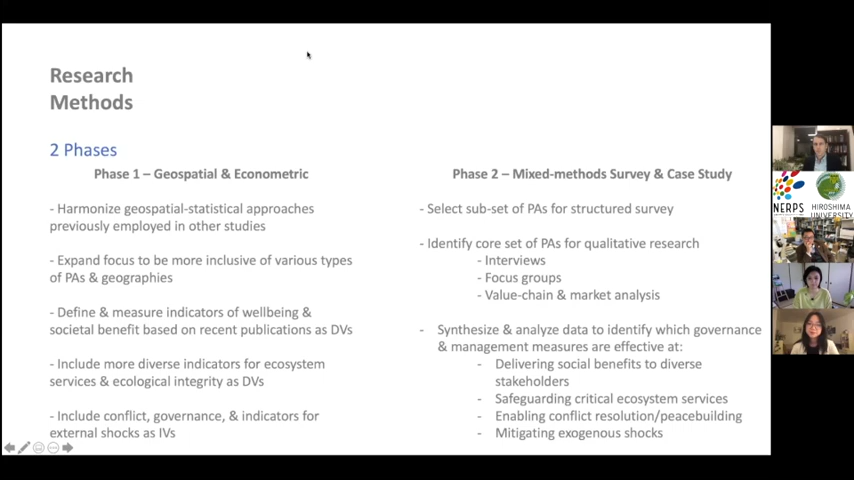 Research
Methods
2 Phases
Phase 1 – Geospatial & Econometric
- Harmonize geospatial-statistical approaches
previously employed in other studies
- Expand focus to be more inclusive of various types
of PAs & geographies
- Define & measure indicators of wellbeing &
societal benefit based on recent publications as DVs
- Include more diverse indicators for ecosystem
services & ecological integrity as DVs
- Include conflict, governance, & indicators for
external shocks as IVs
Phase 2 – Mixed-methods Survey & Case Study
- Select sub-set of PAs for structured survey
- Identify core set of PAs for qualitative research
- Interviews
- Focus groups
- Value-chain & market analysis
- Synthesize & analyze data to identify which governance
& management measures are effective at:
- Delivering social benefits to diverse
stakeholders
- Safeguarding critical ecosystem services
- Enabling conflict resolution/peacebuilding
- Mitigating exogenous shocks
NERPS
HIROSHIMA
UNIVERSITY